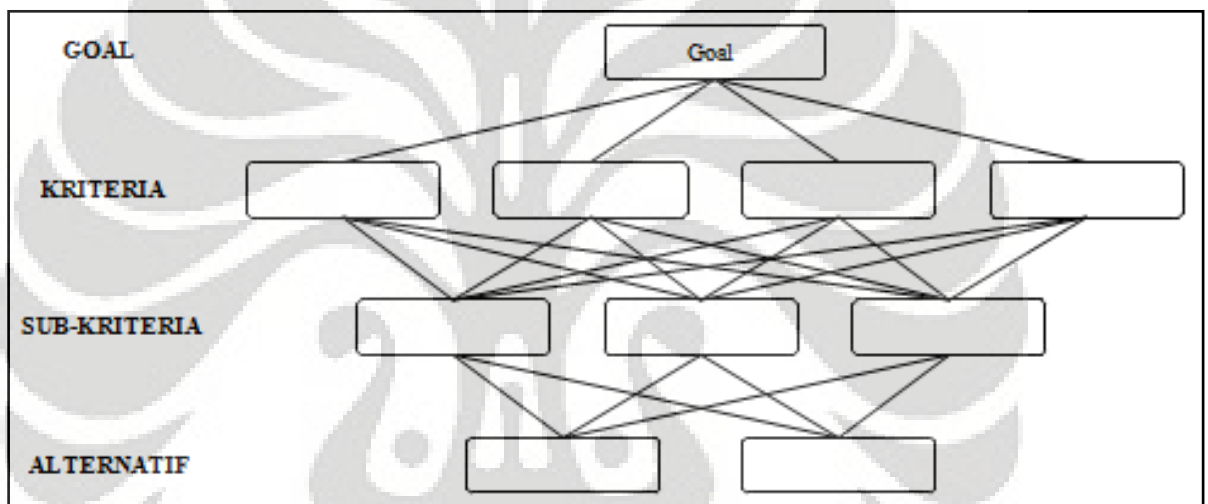 GOAL
Goal
KRITERIA
SUB-KRITERIA
ALTERNATIF